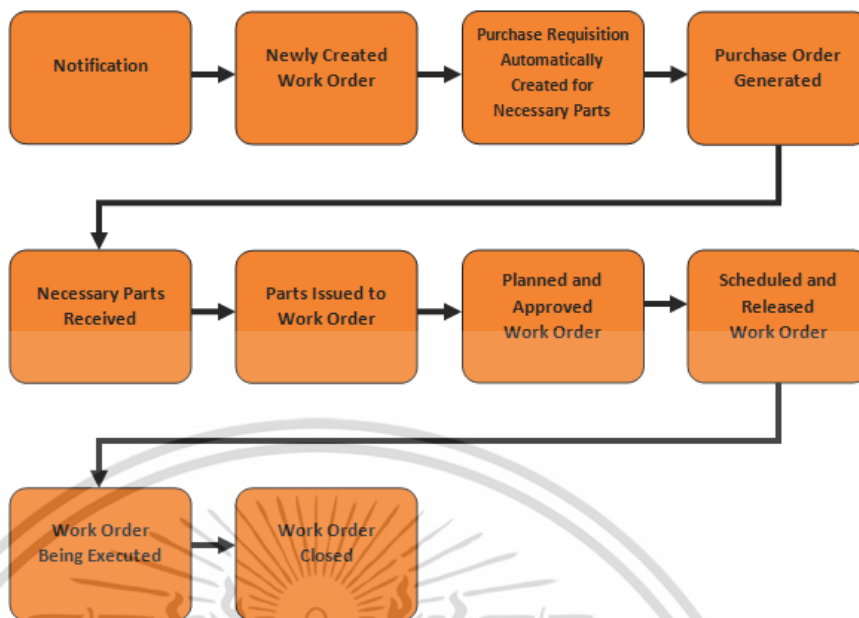 Notification
Newly Created
Work Order
Purchase Requisition
Automatically
Created for
Necessary Parts
Purchase Order
Generated
Necessary Parts
Received
Parts Issued to
Work Order
Planned and
Approved
Work Order
Scheduled and
Released
Work Order
Work Order
Being Executed
Work Order
Closed